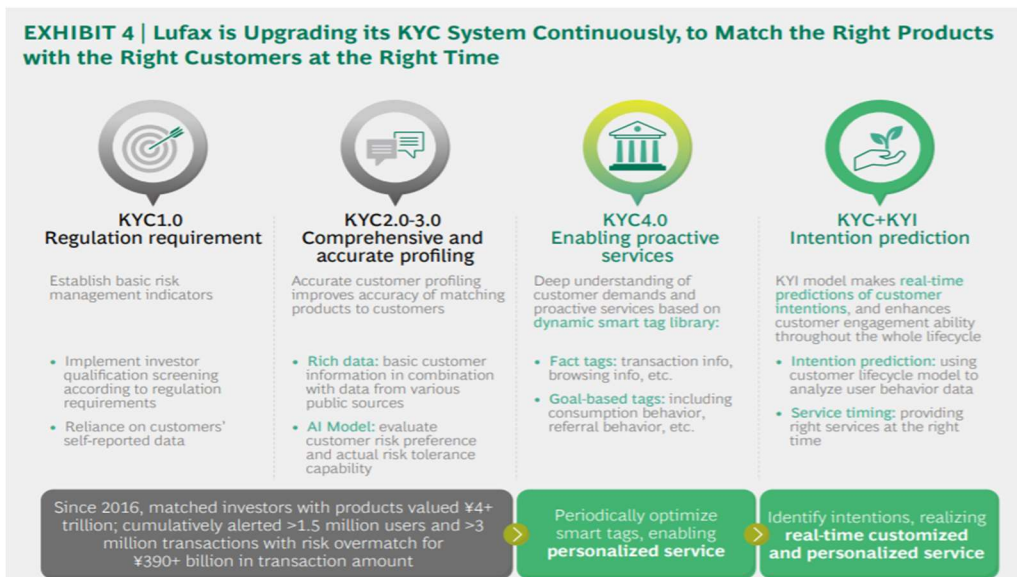 EXHIBIT 4 | Lufax is Upgrading its KYC System Continuously, to Match the Right Products
with the Right Customers at the Right Time
KYC1.0
Regulation requirement
Establish basic risk
management indicators
• Implement investor
qualification screening
according to regulation
requirements
• Reliance on customers'
self-reported data
KYC2.0-3.0
Comprehensive and
accurate profiling
Accurate customer profiling
improves accuracy of matching
products to customers
• Rich data: basic customer
information in combination
with data from various
public sources
• AI Model: evaluate
customer risk preference
and actual risk tolerance
capability
KYC4.0
Enabling proactive
services
Deep understanding of
customer demands and
proactive services based on
dynamic smart tag library:
• Fact tags: transaction info,
browsing info, etc.
• Goal-based tags: including
consumption behavior,
referral behavior, etc.
KYC+KYI
Intention prediction
KYI model makes real-time
predictions of customer
intentions, and enhances
customer engagement ability
throughout the whole lifecycle
• Intention prediction: using
customer lifecycle model to
analyze user behavior data
• Service timing: providing
right services at the right
time
Since 2016, matched investors with products valued ¥4+
trillion; cumulatively alerted >1.5 million users and >3
million transactions with risk overmatch for
¥390+ billion in transaction amount
Periodically optimize
smart tags, enabling
personalized service
Identify intentions, realizing
real-time customized
and personalized service